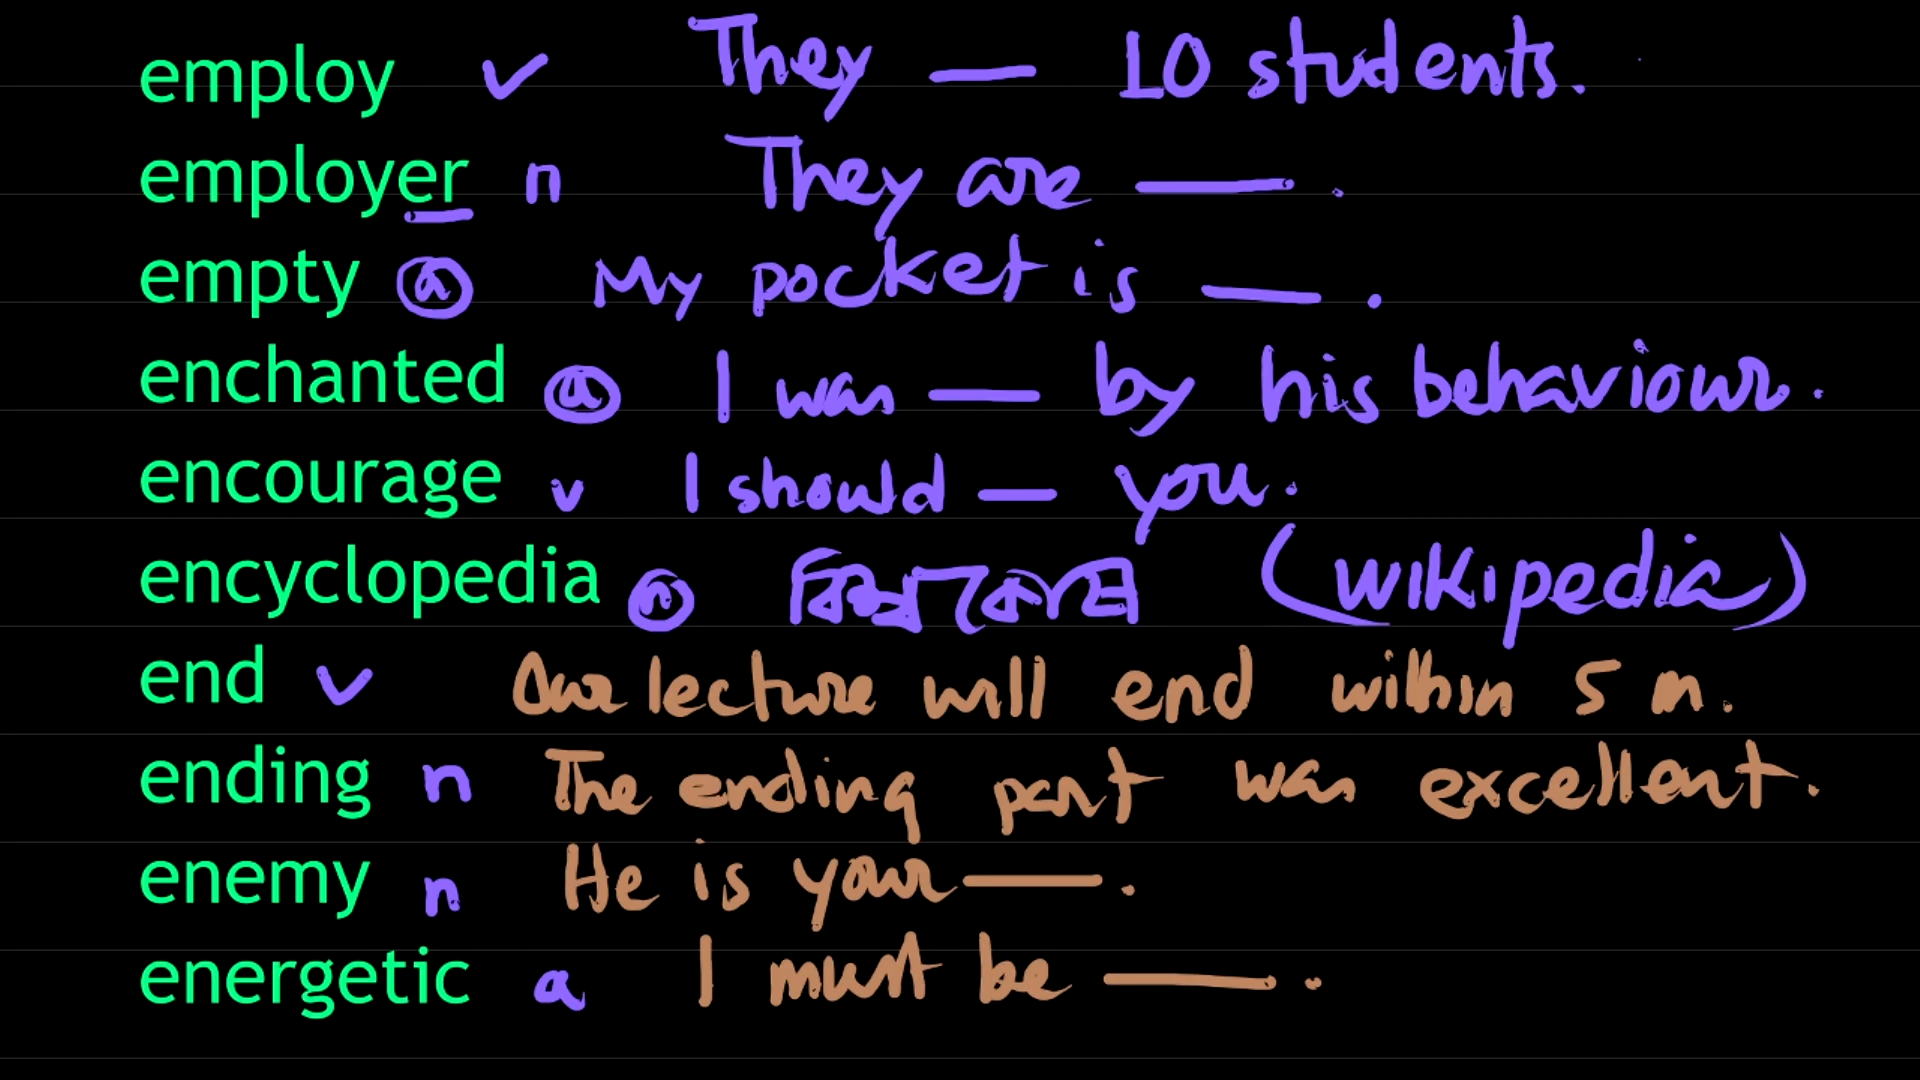 employ v They — 10 students.
employer n They are — .
empty a My pocket is — .
enchanted a I was — by his behaviour.
encourage v I should — you.
encyclopedia n (wikipedia)
end v Our lecture will end within 5 m.
ending n The ending part was excellent.
enemy n He is your — .
energetic a I must be — .